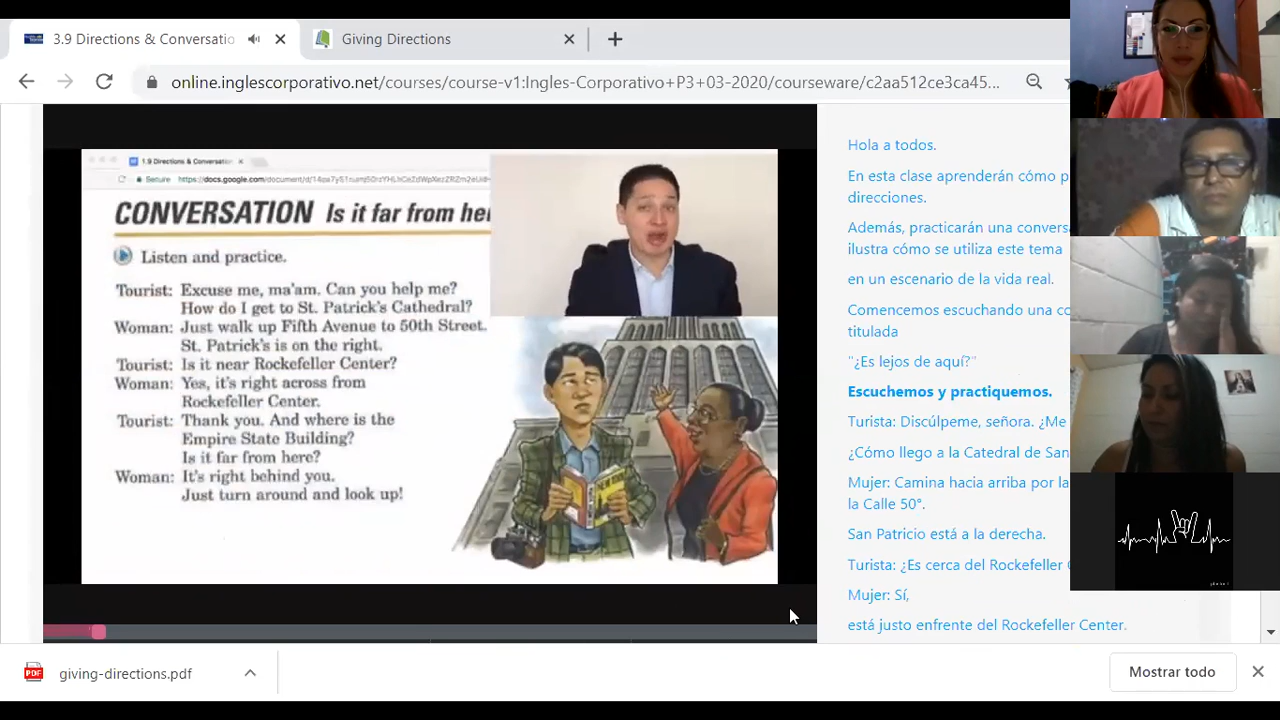 3.9 Directions & Conversatio
Giving Directions
online.inglescorporativo.net/courses/course-v1:Ingles-Corporativo+P3+03-2020/courseware/c2aa512ce3ca45...
1.9 Directions & Conversatio
Secure
CONVERSATION Is it far from her
Listen and practice.
Tourist: Excuse me, ma'am. Can you help me?
How do I get to St. Patrick's Cathedral?
Woman: Just walk up Fifth Avenue to 50th Street.
St. Patrick's is on the right.
Tourist: Is it near Rockefeller Center?
Woman: Yes, it's right across from
Rockefeller Center.
Tourist: Thank you. And where is the
Empire State Building?
Is it far from here?
Woman: It's right behind you.
Just turn around and look up!
Hola a todos.
En esta clase aprenderán cómo p
direcciones.
Además, practicarán una conversa
ilustra cómo se utiliza este tema
en un escenario de la vida real.
Comencemos escuchando una co
titulada
"¿Es lejos de aquí?"
Escuchemos y practiquemos.
Turista: Discúlpeme, señora. ¿Me
¿Cómo llego a la Catedral de San
Mujer: Camina hacia arriba por la
la Calle 50°.
San Patricio está a la derecha.
Turista: ¿Es cerca del Rockefeller C
Mujer: Sí,
está justo enfrente del Rockefeller Center.
PDF
giving-directions.pdf
Mostrar todo